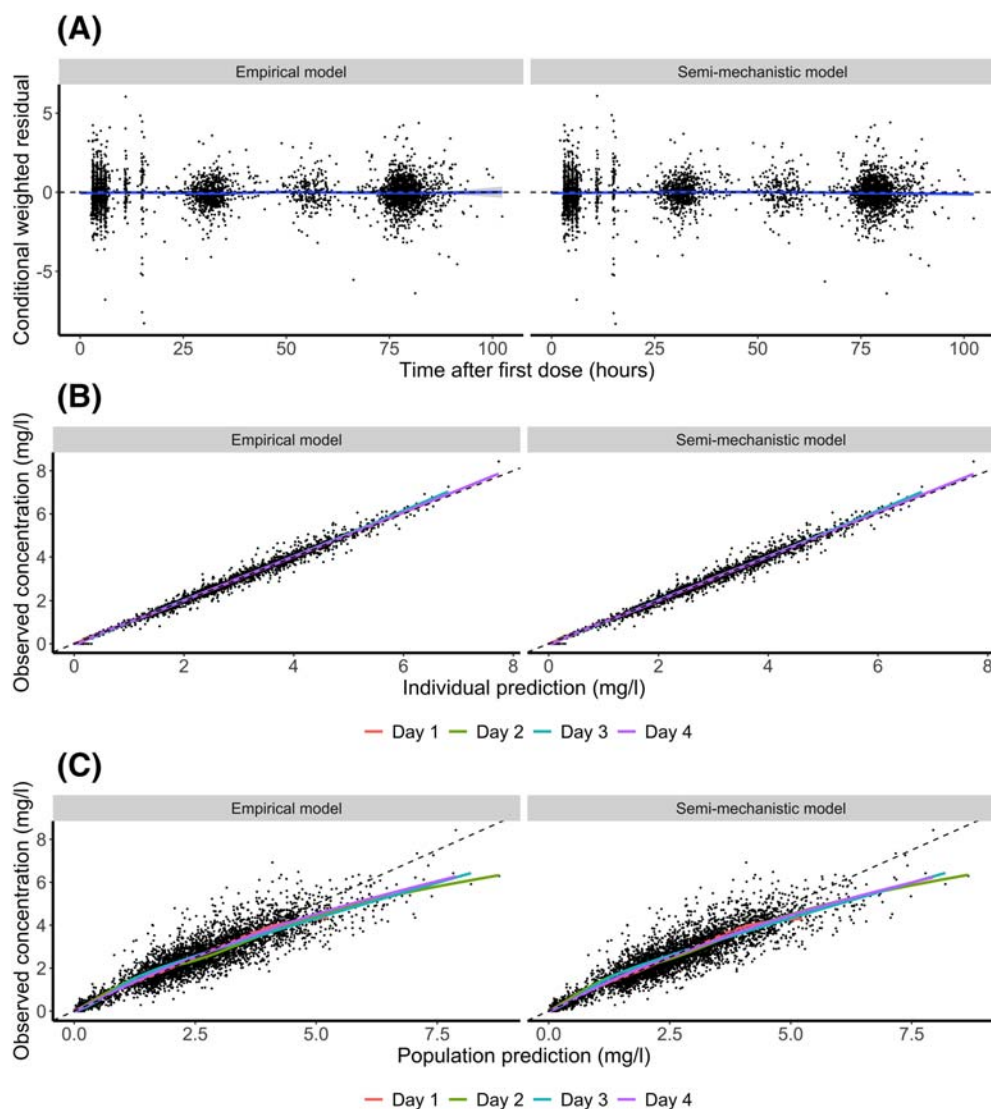 (A)
Empirical model
Semi-mechanistic model
Conditional weighted residual
5
0
-5
0
25
50
75
100
0
25
50
75
100
Time after first dose (hours)
(B)
Empirical model
Semi-mechanistic model
Observed concentration (mg/l)
8
6
4
2
0
0
2
4
6
8
0
2
4
6
8
Individual prediction (mg/l)
Day 1 Day 2 Day 3 Day 4
(C)
Empirical model
Semi-mechanistic model
Observed concentration (mg/l)
8
6
4
2
0
0.0
2.5
5.0
7.5
0.0
2.5
5.0
7.5
Population prediction (mg/l)
Day 1 Day 2 Day 3 Day 4